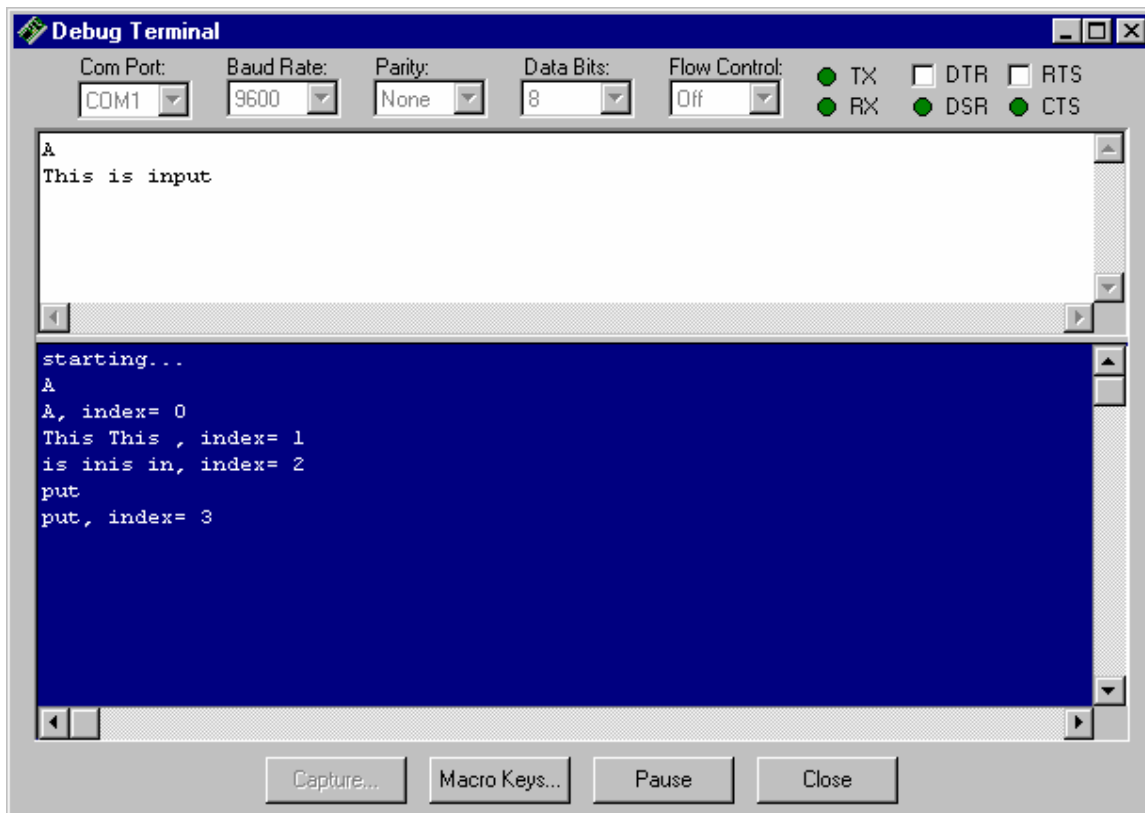 Debug Terminal
Com Port: Baud Rate: Parity: Data Bits: Flow Control:
COM1 9600 None 8 Off
TX DTR RTS
RX DSR CTS
A
This is input
starting...
A
A, index= 0
This This , index= 1
is inis in, index= 2
put
put, index= 3
Capture... Macro Keys... Pause Close